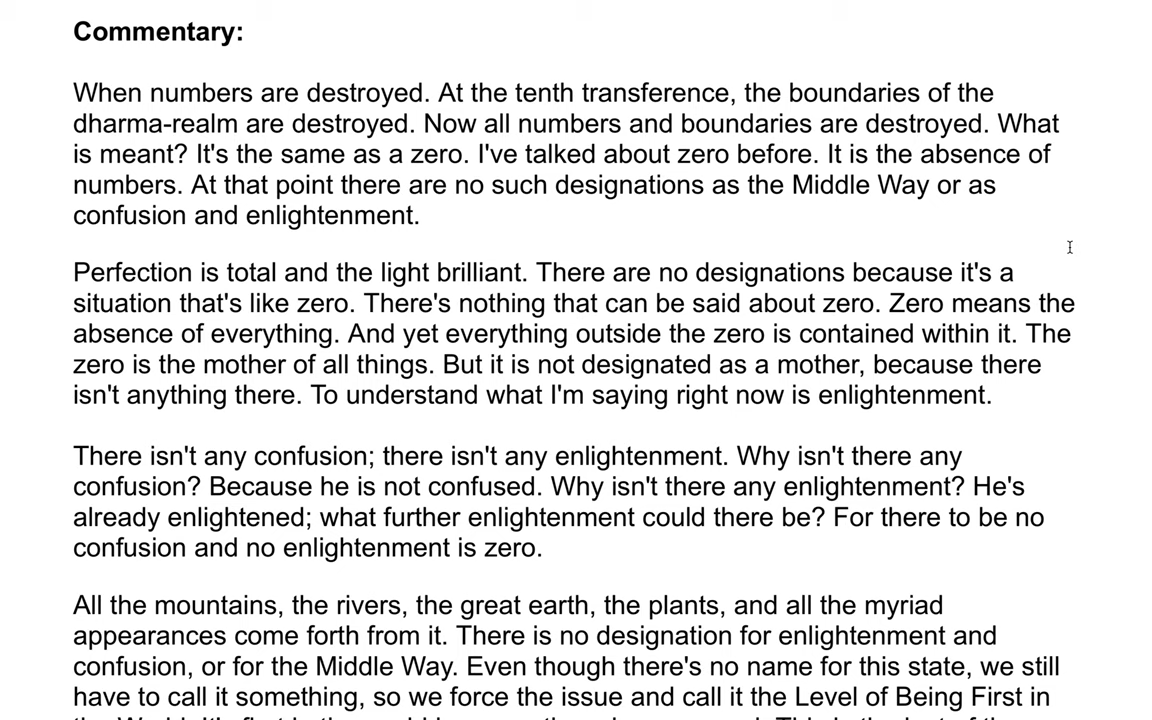 Commentary:
When numbers are destroyed. At the tenth transference, the boundaries of the
dharma-realm are destroyed. Now all numbers and boundaries are destroyed. What
is meant? It's the same as a zero. I've talked about zero before. It is the absence of
numbers. At that point there are no such designations as the Middle Way or as
confusion and enlightenment.
Perfection is total and the light brilliant. There are no designations because it's a
situation that's like zero. There's nothing that can be said about zero. Zero means the
absence of everything. And yet everything outside the zero is contained within it. The
zero is the mother of all things. But it is not designated as a mother, because there
isn't anything there. To understand what I'm saying right now is enlightenment.
There isn't any confusion; there isn't any enlightenment. Why isn't there any
confusion? Because he is not confused. Why isn't there any enlightenment? He's
already enlightened; what further enlightenment could there be? For there to be no
confusion and no enlightenment is zero.
All the mountains, the rivers, the great earth, the plants, and all the myriad
appearances come forth from it. There is no designation for enlightenment and
confusion, or for the Middle Way. Even though there's no name for this state, we still
have to call it something, so we force the issue and call it the Level of Being First in